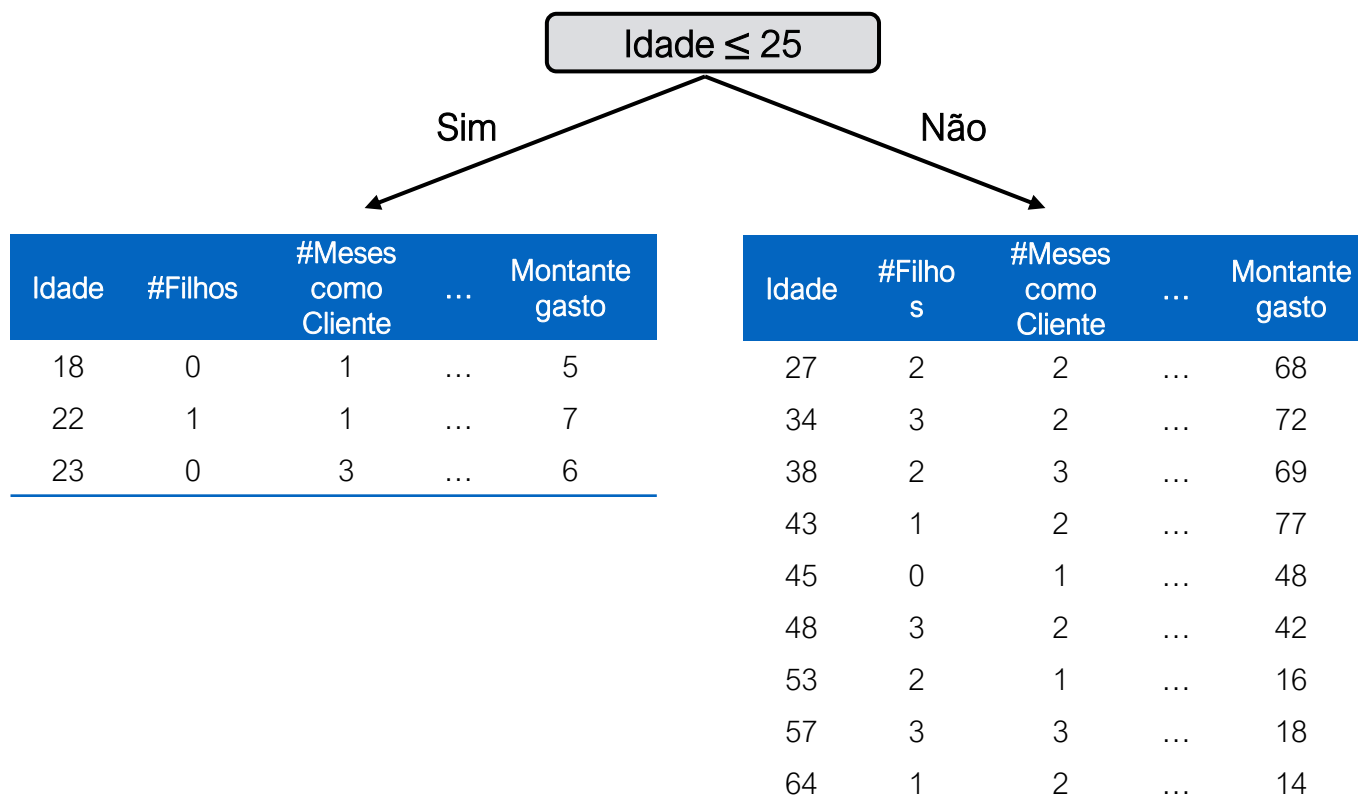 Idade ≤ 25
Sim
Não
Idade
#Filhos
#Meses
como
Cliente
…
Montante
gasto
18 0 1 … 5
22 1 1 … 7
23 0 3 … 6
Idade
#Filho
s
#Meses
como
Cliente
…
Montante
gasto
27 2 2 … 68
34 3 2 … 72
38 2 3 … 69
43 1 2 … 77
45 0 1 … 48
48 3 2 … 42
53 2 1 … 16
57 3 3 … 18
64 1 2 … 14